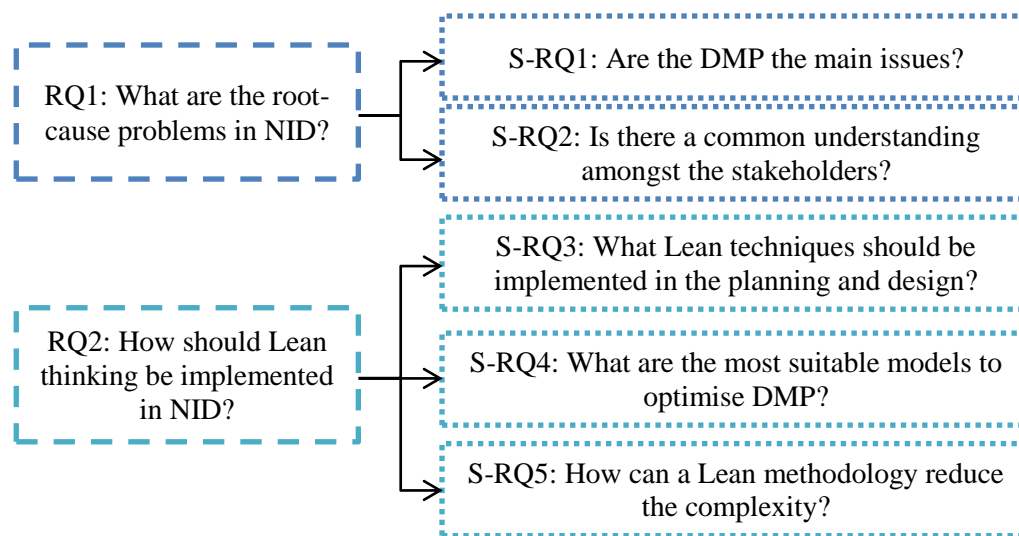 RQ1: What are the root-
cause problems in NID?
S-RQ1: Are the DMP the main issues?
S-RQ2: Is there a common understanding
amongst the stakeholders?
RQ2: How should Lean
thinking be implemented
in NID?
S-RQ3: What Lean techniques should be
implemented in the planning and design?
S-RQ4: What are the most suitable models to
optimise DMP?
S-RQ5: How can a Lean methodology reduce
the complexity?